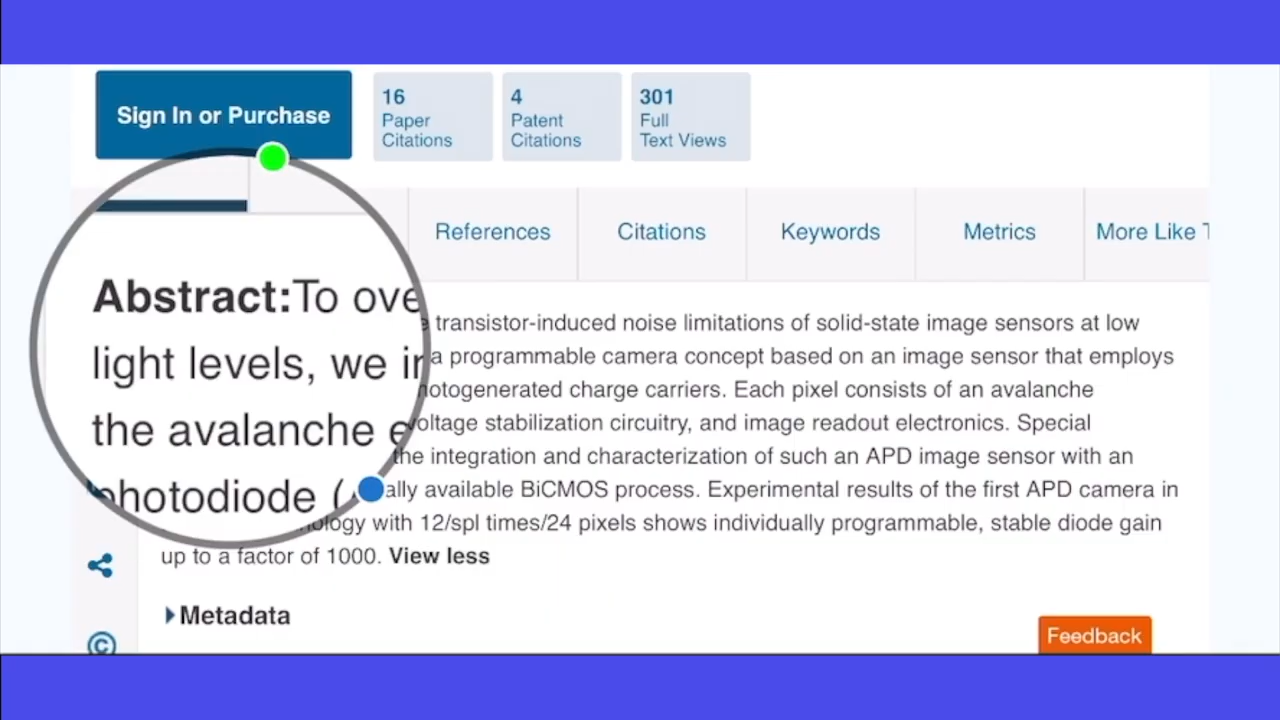 Sign In or Purchase
16
Paper
Citations
4
Patent
Citations
301
Full
Text Views
References
Citations
Keywords
Metrics
More Like
Abstract:To ove
transistor-induced noise limitations of solid-state image sensors at low
light levels, we
a programmable camera concept based on an image sensor that employs
hotogenerated charge carriers. Each pixel consists of an avalanche
the avalanche
voltage stabilization circuitry, and image readout electronics. Special
the integration and characterization of such an APD image sensor with an
photodiode (
ally available BiCMOS process. Experimental results of the first APD camera in
nology with 12/spl times/24 pixels shows individually programmable, stable diode gain
up to a factor of 1000. View less
Metadata
©
Feedback